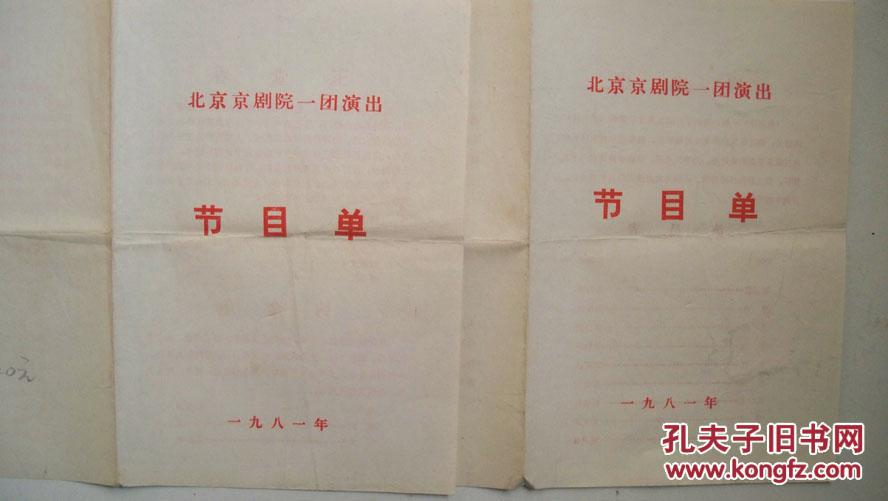 北京京剧院一团演出
节目单
一九八一年
北京京剧院一团演出
节目单
一九八一年
孔夫子旧书网
www.kongfz.com